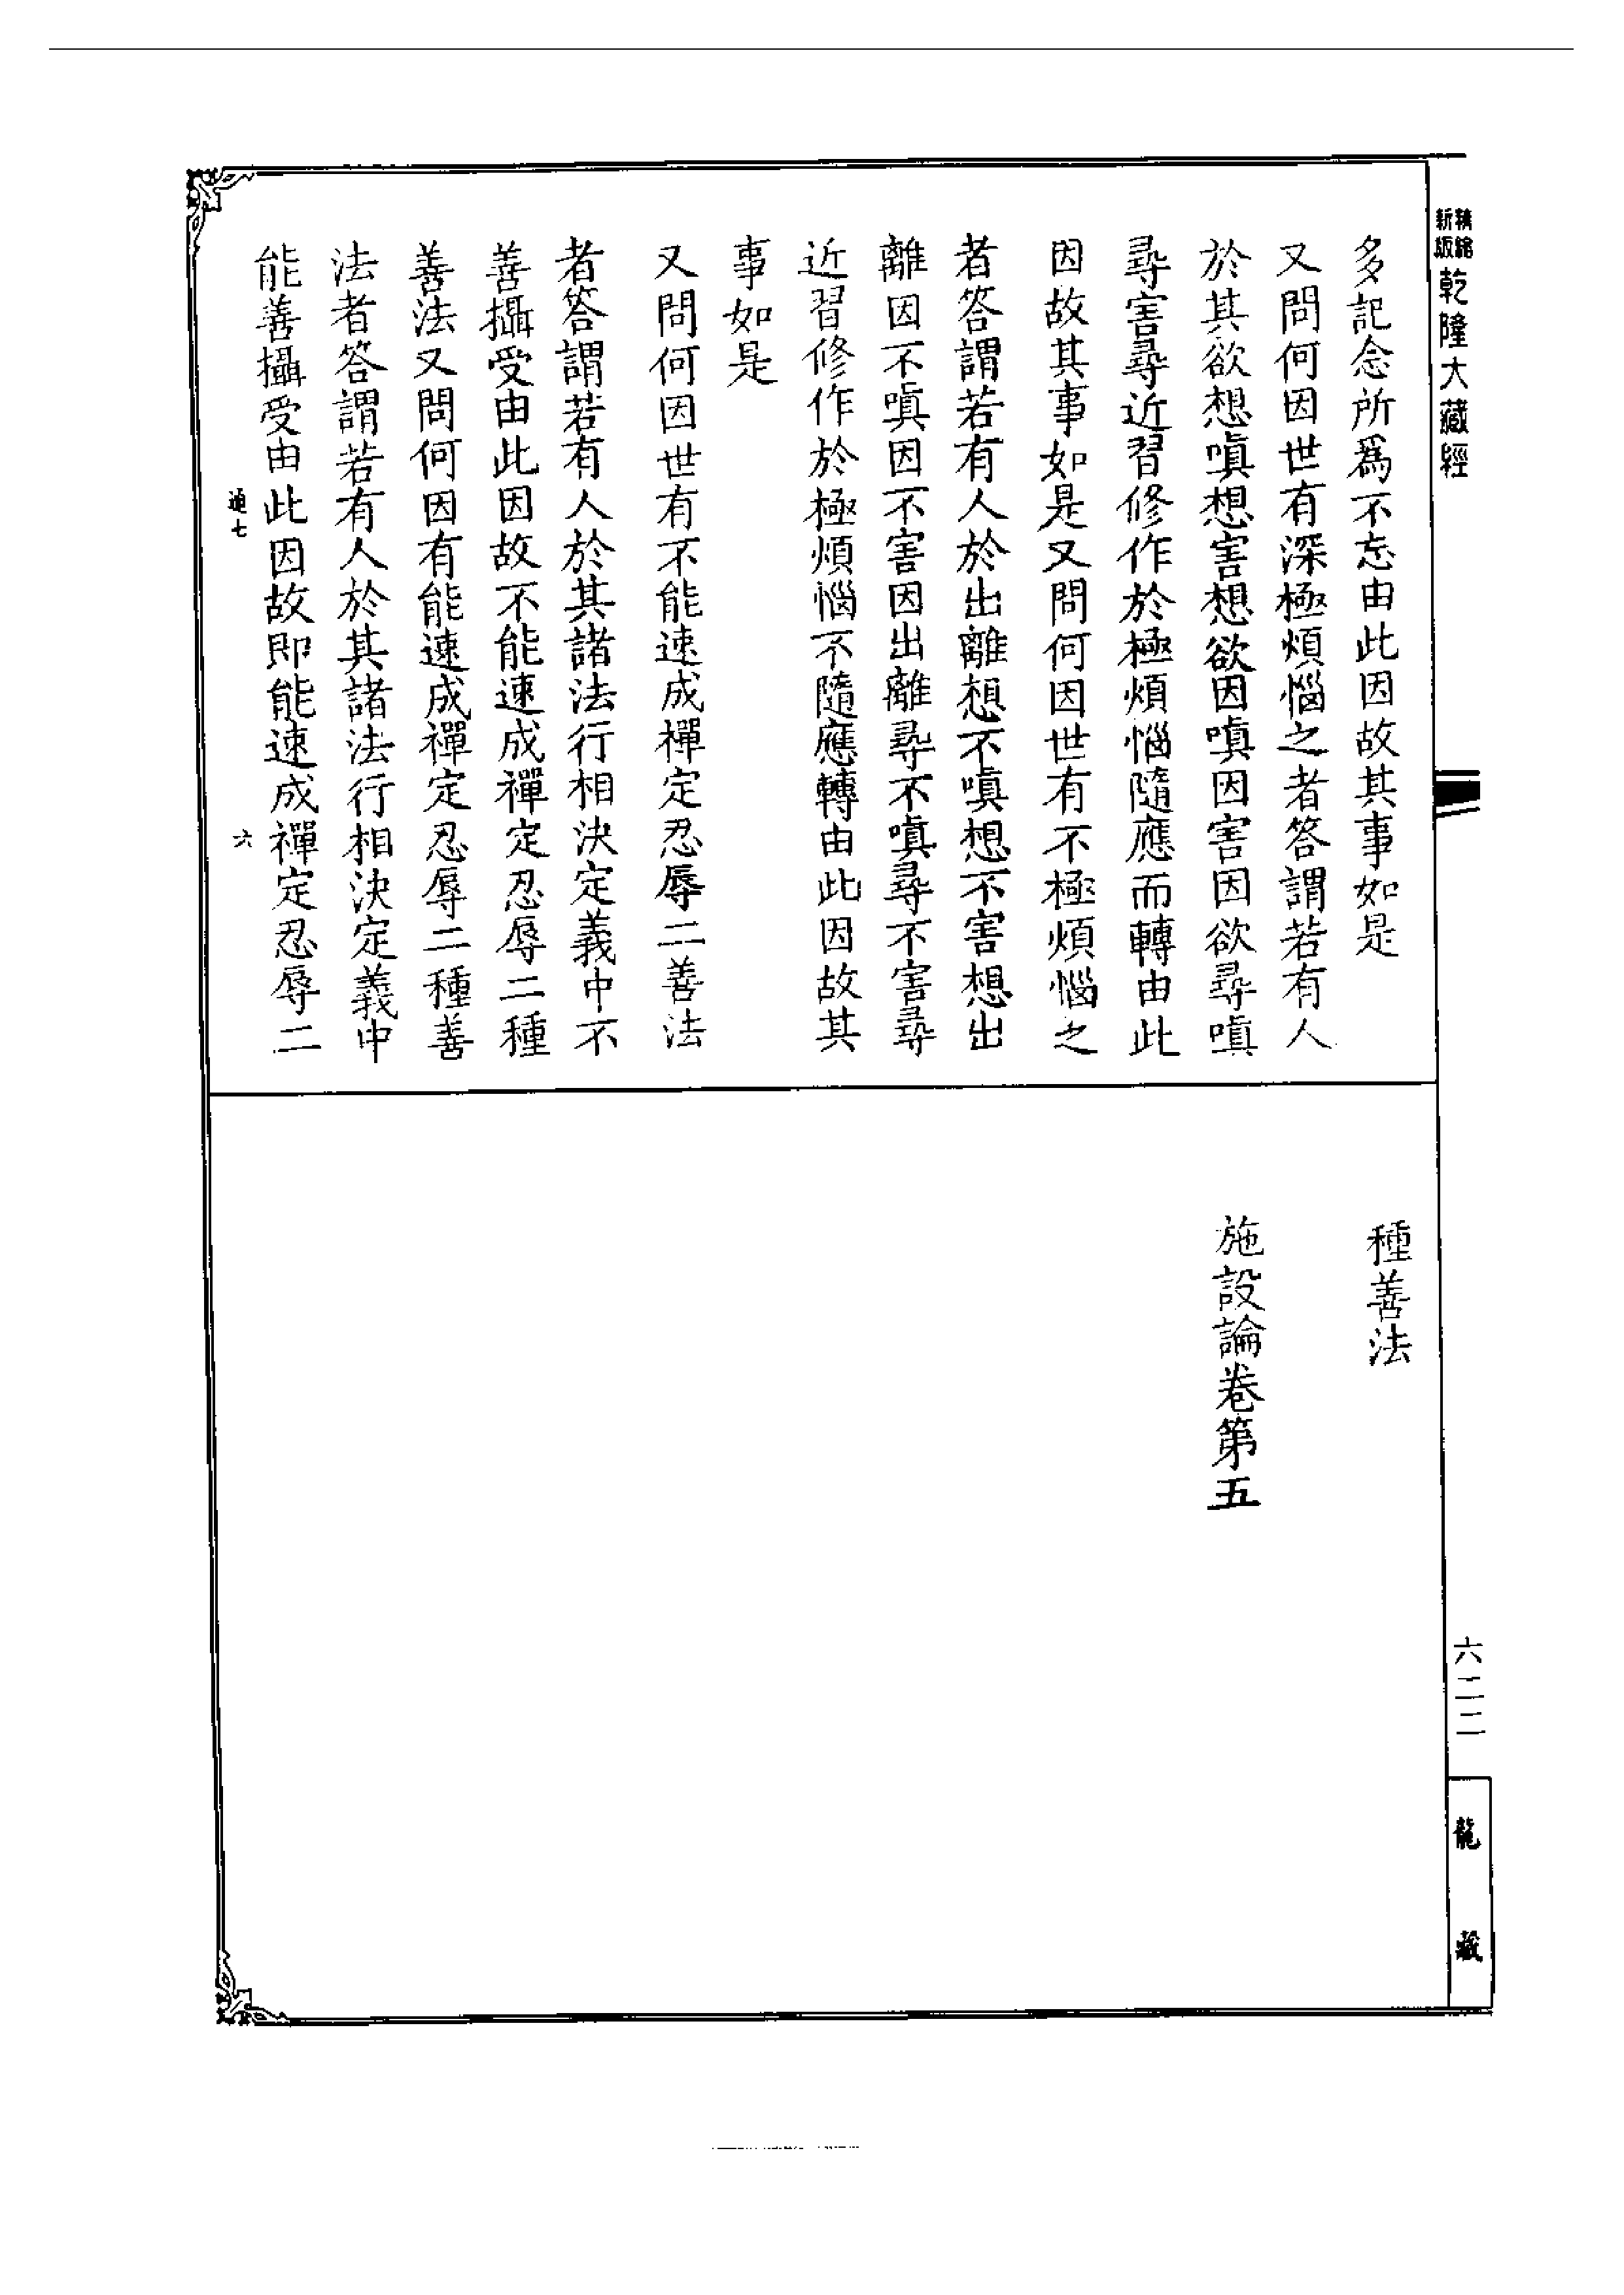 精縮新版乾隆大藏經
多記念所爲不忘由此因故其事如是
又問何因世有深極煩惱之者答謂若有人
於其欲想嗔想害想欲因嗔因害因欲尋嗔
尋害尋近習修作於極煩惱隨應而轉由此
因故其事如是又問何因世有不極煩惱之
者答謂若有人於出離想不嗔想不害想出
離因不嗔因不害因出離尋不嗔尋不害尋
近習修作於極煩惱不隨應轉由此因故其
事如是
又問何因世有不能速成禪定忍辱二善法
者答謂若有人於其諸法行相決定義中不
善攝受由此因故不能速成禪定忍辱二種
善法又問何因有能速成禪定忍辱二種善
法者答謂若有人於其諸法行相決定義中
能善攝受由此因故即能速成禪定忍辱二
通七
六
種善法
施設論卷第五
六二二
龍藏